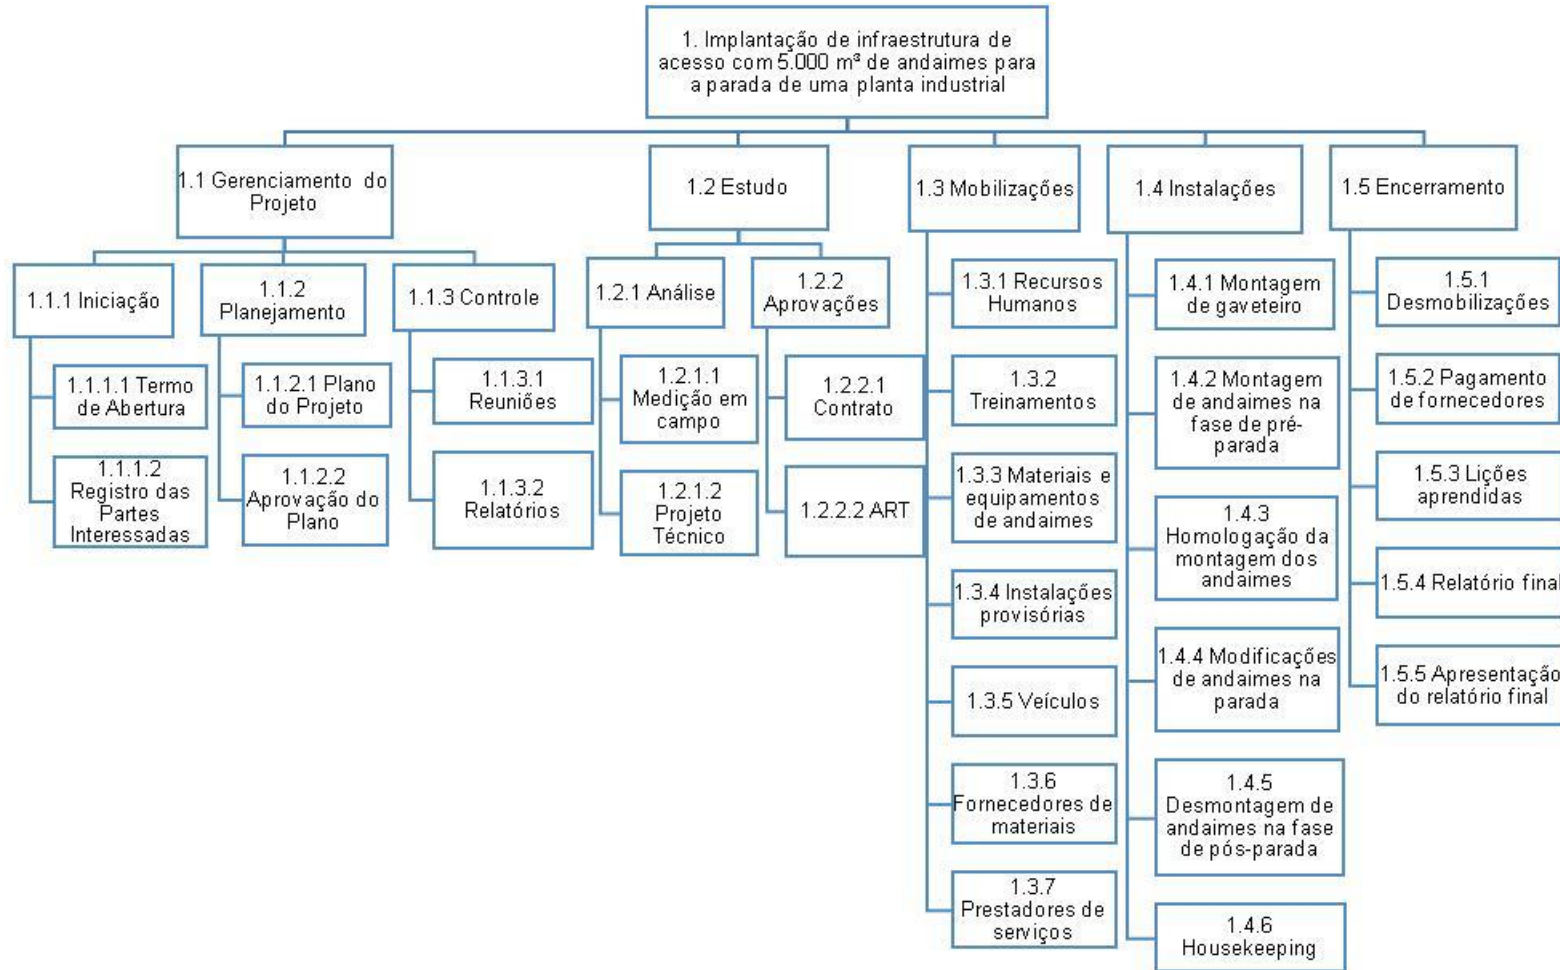 1. Implantação de infraestrutura de
acesso com 5.000 m³ de andaimes para
a parada de uma planta industrial
1.1 Gerenciamento do
Projeto
1.2 Estudo
1.3 Mobilizações
1.4 Instalações
1.5 Encerramento
1.1.1 Iniciação
1.1.2
Planejamento
1.1.3 Controle
1.2.1 Análise
1.2.2
Aprovações
1.1.1.1 Termo
de Abertura
1.1.1.2
Registro das
Partes
Interessadas
1.1.2.1 Plano
do Projeto
1.1.2.2
Aprovação do
Plano
1.1.3.1
Reuniões
1.1.3.2
Relatórios
1.2.1.1
Medição em
campo
1.2.1.2
Projeto
Técnico
1.2.2.1
Contrato
1.2.2.2 ART
1.3.1 Recursos
Humanos
1.3.2
Treinamentos
1.3.3 Materiais e
equipamentos
de andaimes
1.3.4 Instalações
provisórias
1.3.5 Veículos
1.3.6
Fornecedores de
materiais
1.3.7
Prestadores de
serviços
1.4.1 Montagem
de gaveteiro
1.4.2 Montagem
de andaimes na
fase de pré-
parada
1.4.3
Homologação da
montagem dos
andaimes
1.4.4 Modificações
de andaimes na
parada
1.4.5
Desmontagem de
andaimes na fase
de pós-parada
1.4.6
Housekeeping
1.5.1
Desmobilizações
1.5.2 Pagamento
de fornecedores
1.5.3 Lições
aprendidas
1.5.4 Relatório final
1.5.5 Apresentação
do relatório final